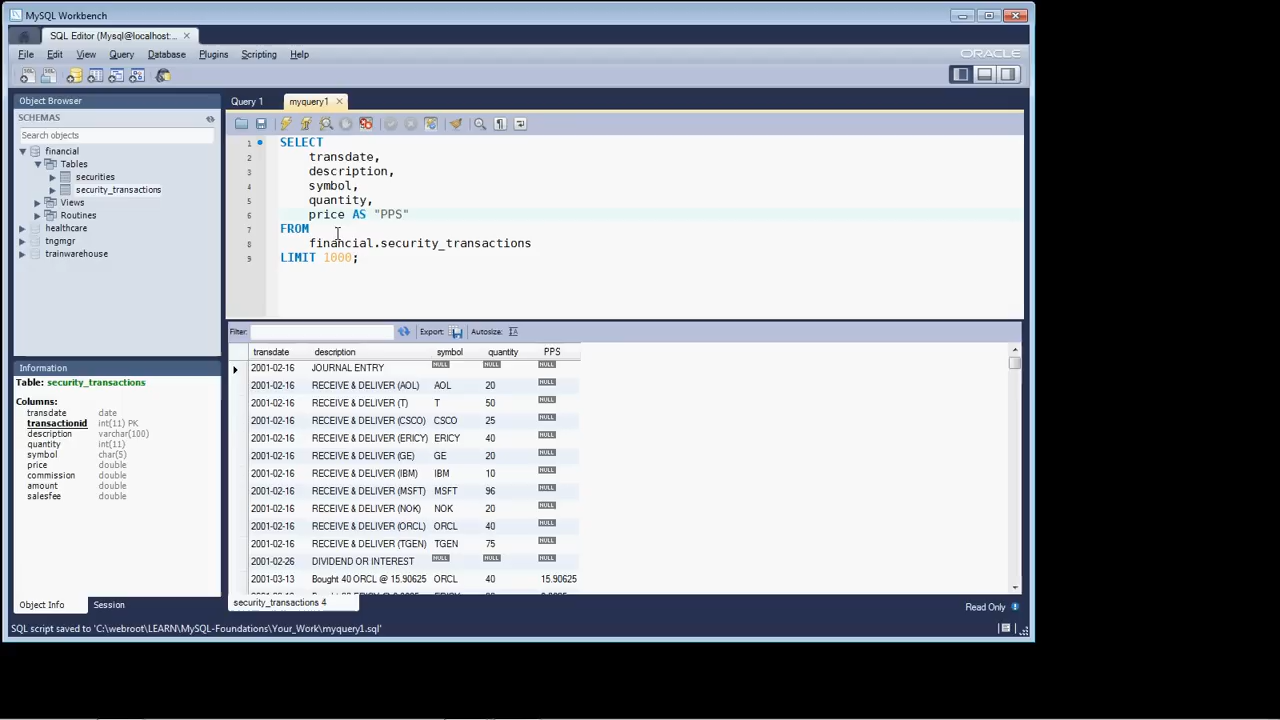 MySQL Workbench
SQL Editor (Mysql@localhost:...
File Edit View Query Database Plugins Scripting Help
ORACLE
Object Browser
SCHEMAS
Search objects
financial
Tables
securities
security_transactions
Views
Routines
healthcare
tngmgr
trainwarehouse
Information
Table: security_transactions
Columns:
transdate date
transactionid int(11) PK
description varchar(100)
quantity int(11)
symbol char(5)
price double
commission double
amount double
salesfee double
Object Info Session
Query 1 myquery1
1 SELECT
2 transdate,
3 description,
4 symbol,
5 quantity,
6 price AS "PPS"
7 FROM
8 financial.security_transactions
9 LIMIT 1000;
Filter: Export: Autosize:
transdate description symbol quantity PPS
2001-02-16 JOURNAL ENTRY NULL NULL NULL
2001-02-16 RECEIVE & DELIVER (AOL) AOL 20 NULL
2001-02-16 RECEIVE & DELIVER (T) T 50 NULL
2001-02-16 RECEIVE & DELIVER (CSCO) CSCO 25 NULL
2001-02-16 RECEIVE & DELIVER (ERICY) ERICY 40 NULL
2001-02-16 RECEIVE & DELIVER (GE) GE 20 NULL
2001-02-16 RECEIVE & DELIVER (IBM) IBM 10 NULL
2001-02-16 RECEIVE & DELIVER (MSFT) MSFT 96 NULL
2001-02-16 RECEIVE & DELIVER (NOK) NOK 20 NULL
2001-02-16 RECEIVE & DELIVER (ORCL) ORCL 40 NULL
2001-02-16 RECEIVE & DELIVER (TGEN) TGEN 75 NULL
2001-02-26 DIVIDEND OR INTEREST NULL NULL NULL
2001-03-13 Bought 40 ORCL @ 15.90625 ORCL 40 15.90625
security_transactions 4
Read Only
SQL script saved to 'C:\webroot\LEARN\MySQL-Foundations\Your_Work\myquery1.sql'